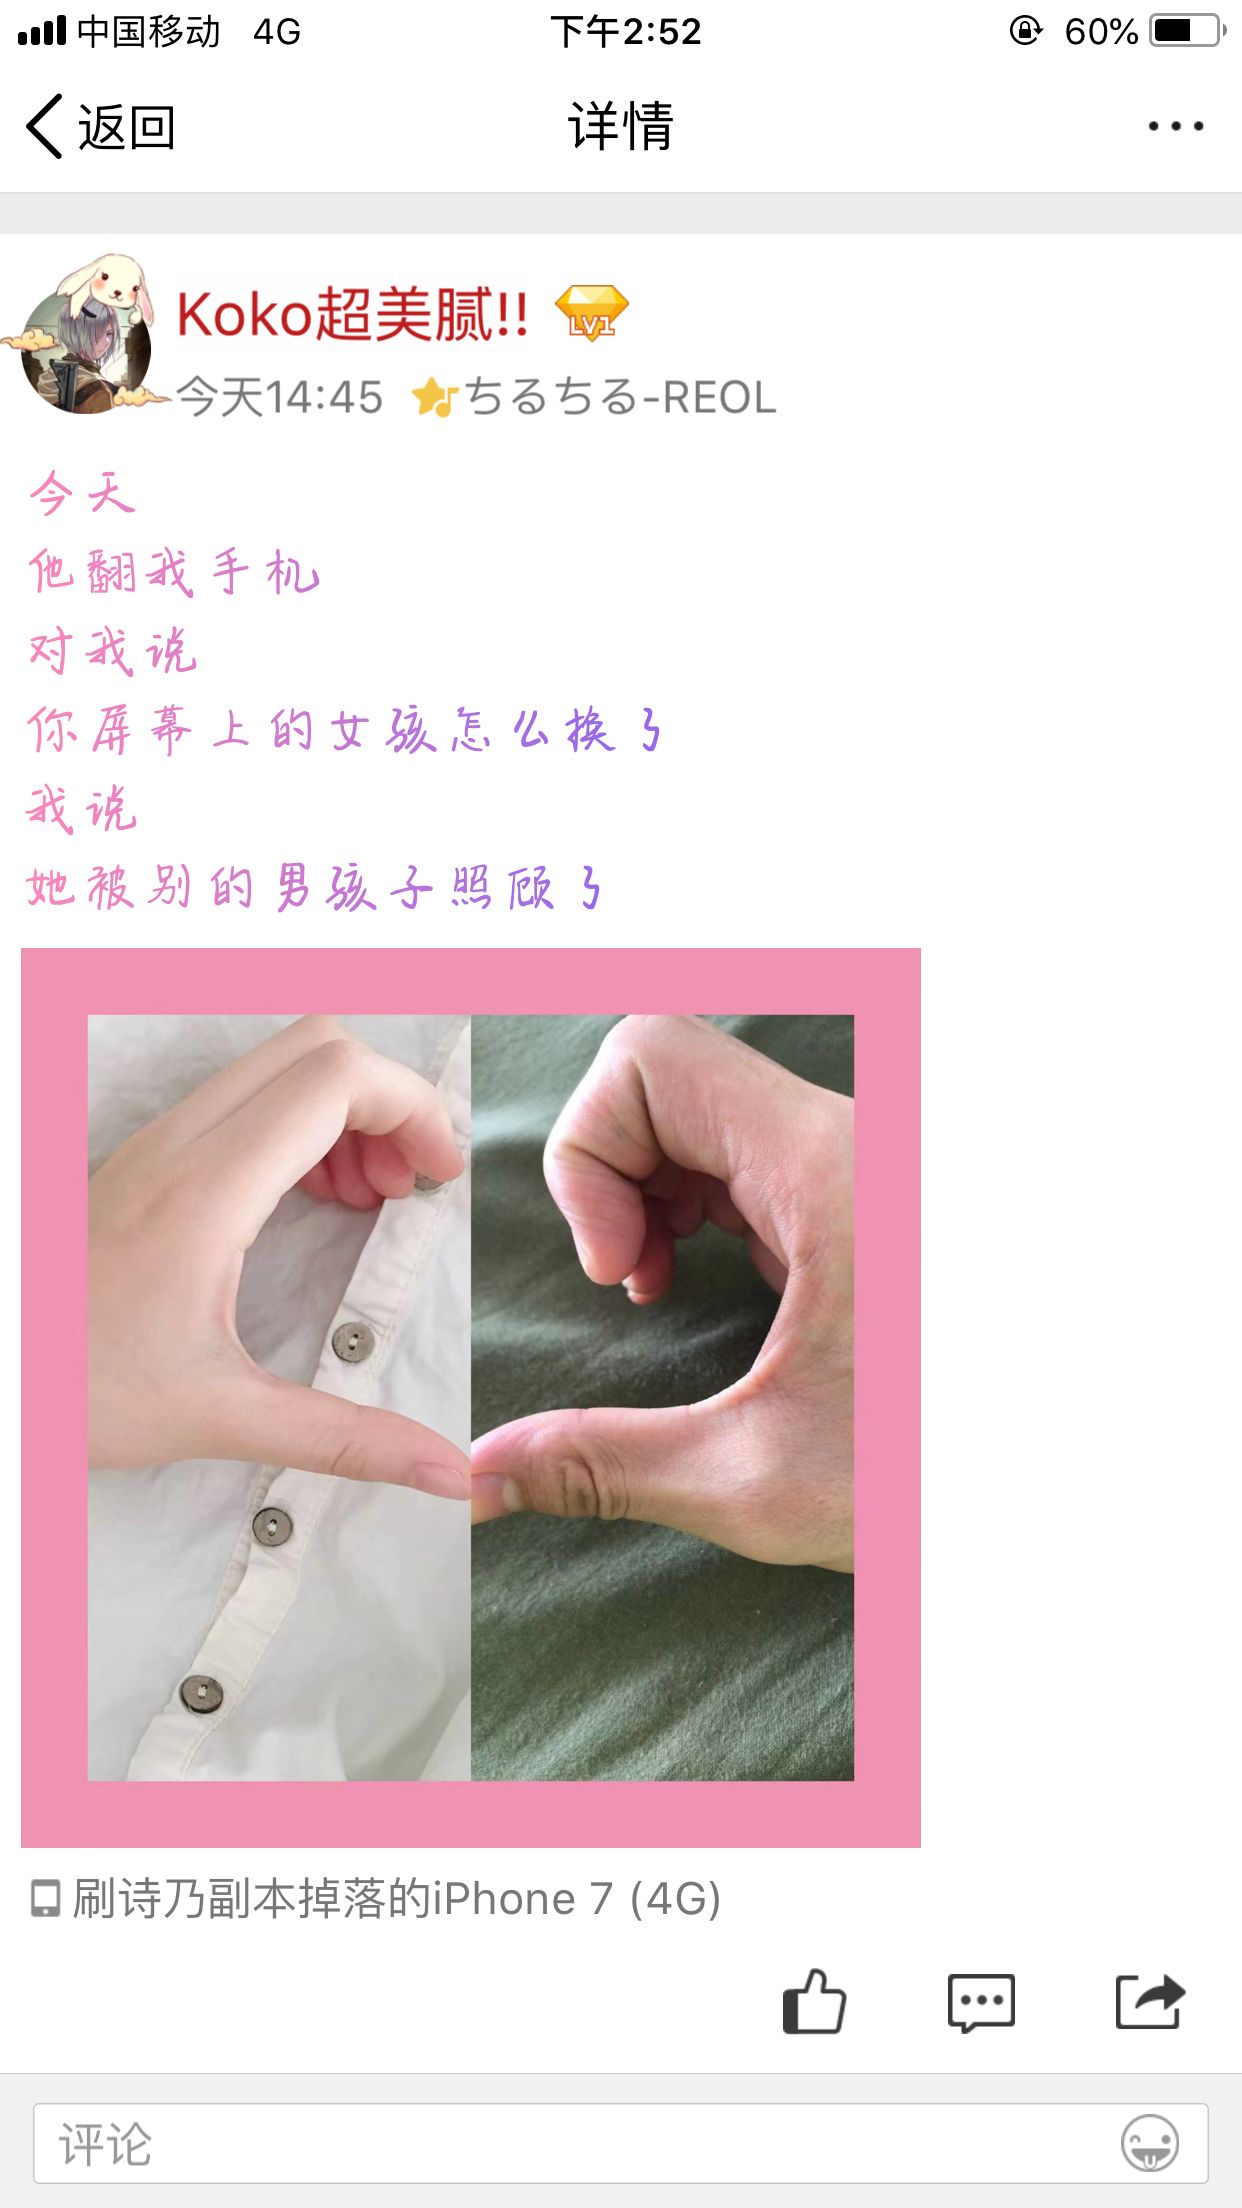 中国移动 4G 下午2:52 60%
返回 详情
Koko超美腻!! LV1
今天14:45 ちるちる-REOL
今天
他翻我手机
对我说
你屏幕上的女孩怎么换了
我说
她被别的男孩子照顾了
刷诗乃副本掉落的iPhone 7 (4G)
评论